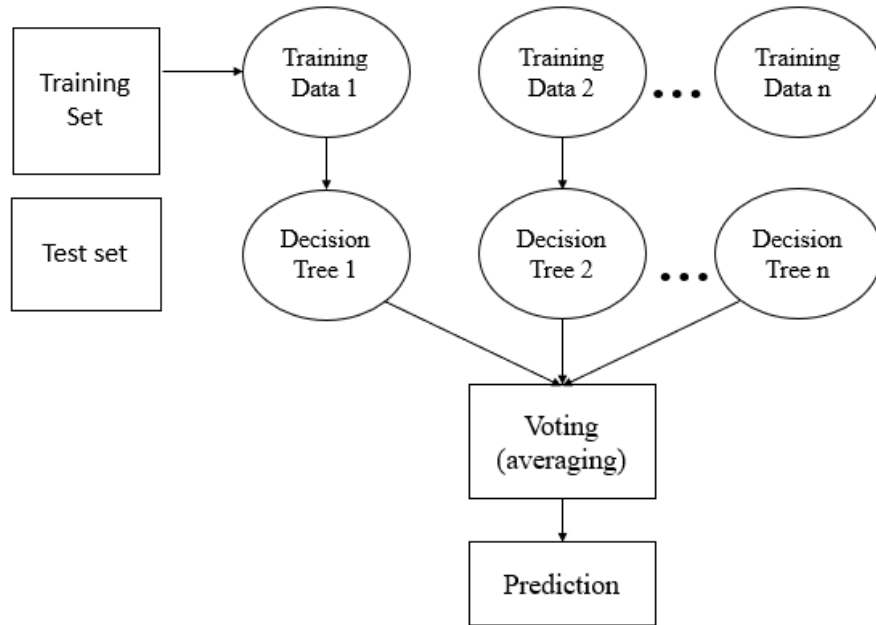 Training
Set
Training
Data 1
Training
Data 2
Training
Data n
Test set
Decision
Tree 1
Decision
Tree 2
Decision
Tree n
Voting
(averaging)
Prediction